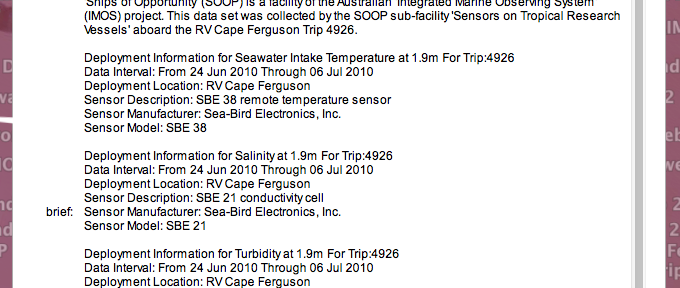 'Ships of Opportunity' (SOOP) is a facility of the Australian 'Integrated Marine Observing System'
(IMOS) project. This data set was collected by the SOOP sub-facility 'Sensors on Tropical Research
Vessels' aboard the RV Cape Ferguson Trip 4926.
Deployment Information for Seawater Intake Temperature at 1.9m For Trip:4926
Data Interval: From 24 Jun 2010 Through 06 Jul 2010
Deployment Location: RV Cape Ferguson
Sensor Description: SBE 38 remote temperature sensor
Sensor Manufacturer: Sea-Bird Electronics, Inc.
Sensor Model: SBE 38
Deployment Information for Salinity at 1.9m For Trip:4926
Data Interval: From 24 Jun 2010 Through 06 Jul 2010
Deployment Location: RV Cape Ferguson
Sensor Description: SBE 21 conductivity cell
brief: Sensor Manufacturer: Sea-Bird Electronics, Inc.
Sensor Model: SBE 21
Deployment Information for Turbidity at 1.9m For Trip:4926
Data Interval: From 24 Jun 2010 Through 06 Jul 2010
Deployment Location: RV Cape Ferguson